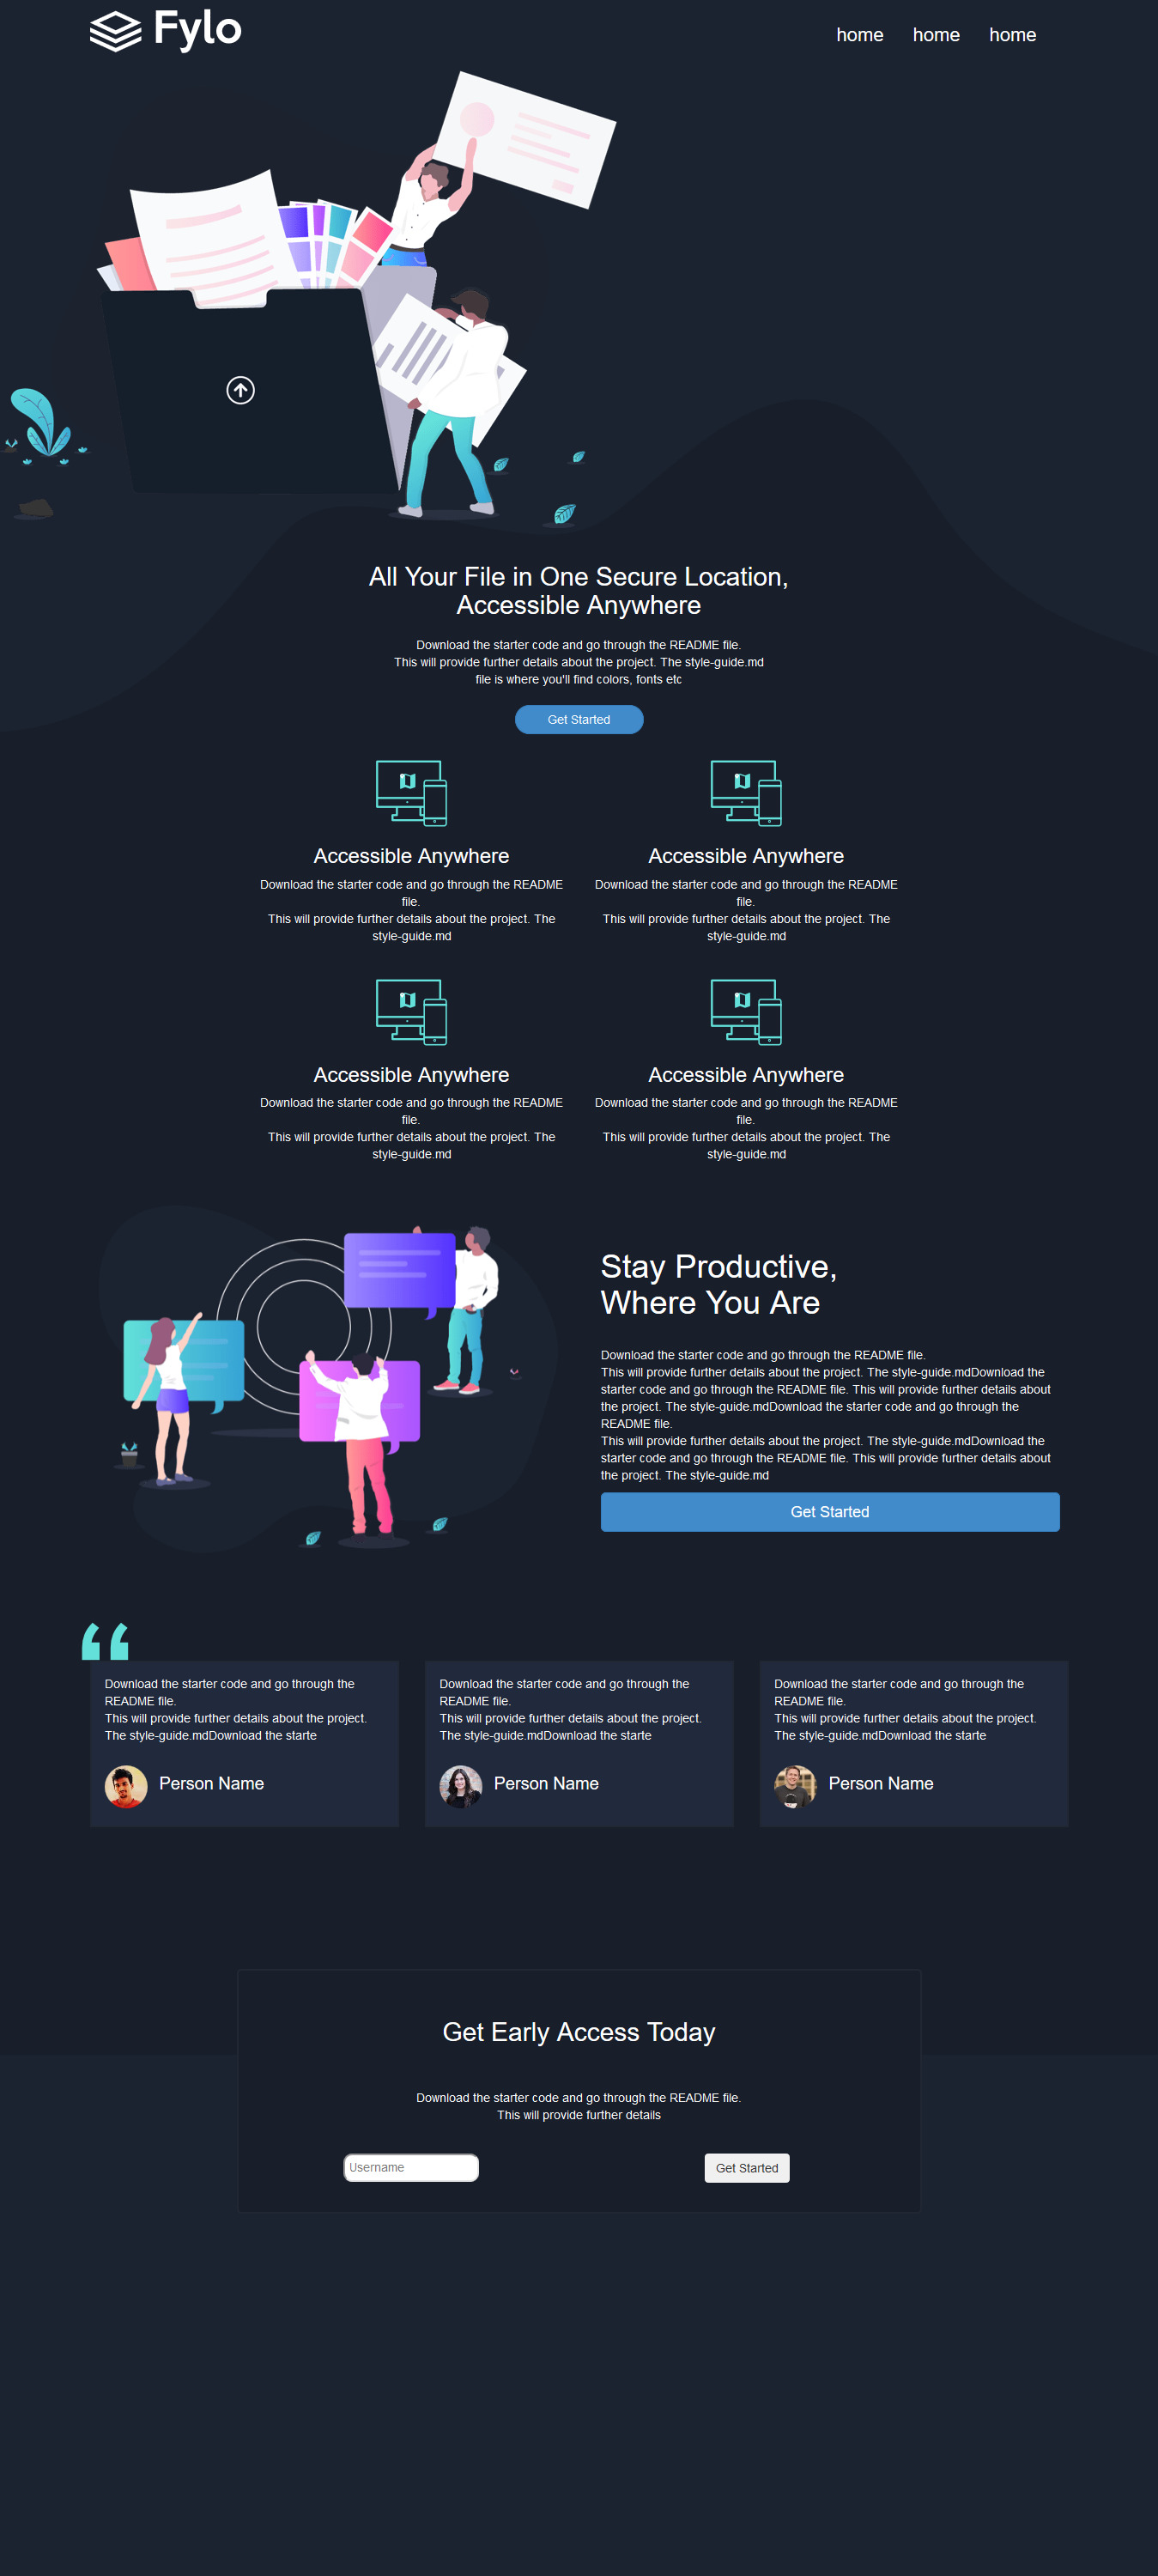 Fylo
home home home
All Your File in One Secure Location,
Accessible Anywhere
Download the starter code and go through the README file.
This will provide further details about the project. The style-guide.md
file is where you'll find colors, fonts etc
Get Started
Accessible Anywhere
Download the starter code and go through the README
file.
This will provide further details about the project. The
style-guide.md
Accessible Anywhere
Download the starter code and go through the README
file.
This will provide further details about the project. The
style-guide.md
Accessible Anywhere
Download the starter code and go through the README
file.
This will provide further details about the project. The
style-guide.md
Accessible Anywhere
Download the starter code and go through the README
file.
This will provide further details about the project. The
style-guide.md
Stay Productive,
Where You Are
Download the starter code and go through the README file.
This will provide further details about the project. The style-guide.mdDownload the
starter code and go through the README file. This will provide further details about
the project. The style-guide.mdDownload the starter code and go through the
README file.
This will provide further details about the project. The style-guide.mdDownload the
starter code and go through the README file. This will provide further details about
the project. The style-guide.md
Get Started
Download the starter code and go through the
README file.
This will provide further details about the project.
The style-guide.mdDownload the starte
Person Name
Download the starter code and go through the
README file.
This will provide further details about the project.
The style-guide.mdDownload the starte
Person Name
Download the starter code and go through the
README file.
This will provide further details about the project.
The style-guide.mdDownload the starte
Person Name
Get Early Access Today
Download the starter code and go through the README file.
This will provide further details
Username
Get Started